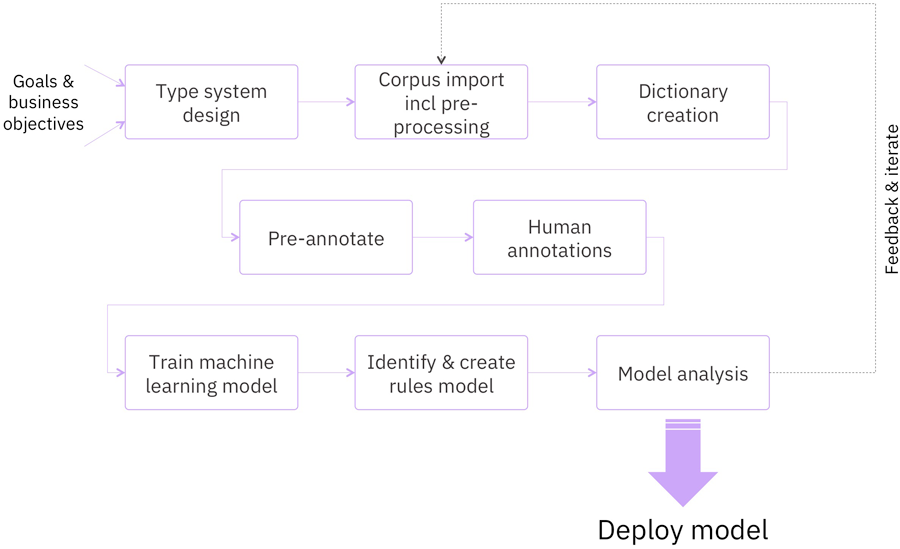 Goals &
business
objectives
Type system
design
Corpus import
incl pre-
processing
Dictionary
creation
Pre-annotate
Human
annotations
Train machine
learning model
Identify & create
rules model
Model analysis
Feedback & iterate
Deploy model